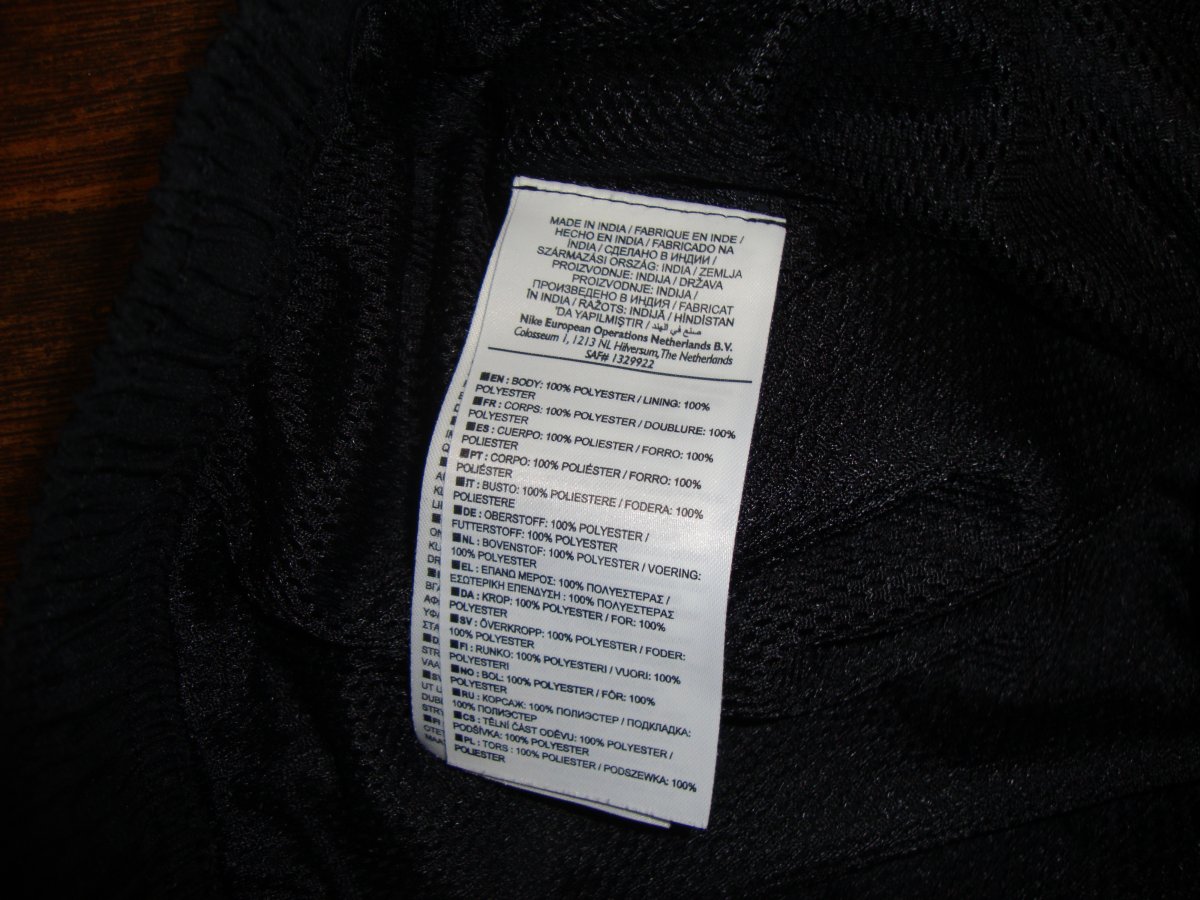 MADE IN INDIA / FABRIQUE EN INDE /
HECHO EN INDIA / FABRICADO NA
ÍNDIA / СДЕЛАНО В ИНДИИ /
SZÁRMAZÁSI ORSZÁG: INDIA / ZEMLJA
PROIZVODNJE: INDIJA / DRŽAVA
PROIZVODNJE: INDIJA /
ПРОИЗВЕДЕНО В ИНДИЯ / FABRICAT
ÎN INDIA / RAŽOTS: INDIJĀ / HİNDİSTAN
'DA YAPILMIŞTIR / صنع في الهند
Nike European Operations Netherlands B.V.
Colosseum 1, 1213 NL Hilversum, The Netherlands
SAF# 1329922
■EN : BODY: 100% POLYESTER / LINING: 100%
POLYESTER
■FR : CORPS: 100% POLYESTER / DOUBLURE: 100%
POLYESTER
■ES : CUERPO: 100% POLIESTER / FORRO: 100%
POLIESTER
■PT : CORPO: 100% POLIÉSTER / FORRO: 100%
POLIÉSTER
■IT : BUSTO: 100% POLIESTERE / FODERA: 100%
POLIESTERE
■DE : OBERSTOFF: 100% POLYESTER /
FUTTERSTOFF: 100% POLYESTER
■NL : BOVENSTOF: 100% POLYESTER / VOERING:
100% POLYESTER
■EL : ΕΠΑΝΩ ΜΕΡΟΣ: 100% ΠΟΛΥΕΣΤΕΡΑΣ /
ΕΣΩΤΕΡΙΚΗ ΕΠΕΝΔΥΣΗ : 100% ΠΟΛΥΕΣΤΕΡΑΣ
■DA : KROP: 100% POLYESTER / FOR: 100%
POLYESTER
■SV : ÖVERKROPP: 100% POLYESTER / FODER:
100% POLYESTER
■FI : RUNKO: 100% POLYESTERI / VUORI: 100%
POLYESTERI
■NO : BOL: 100% POLYESTER / FÔR: 100%
POLYESTER
■RU : КОРСАЖ: 100% ПОЛИЭСТЕР / ПОДКЛАДКА:
100% ПОЛИЭСТЕР
■CS : TĚLNÍ ČÁST ODĚVU: 100% POLYESTER /
PODŠÍVKA: 100% POLYESTER
■PL : TORS : 100% POLIESTER / PODSZEWKA: 100%
POLIESTER